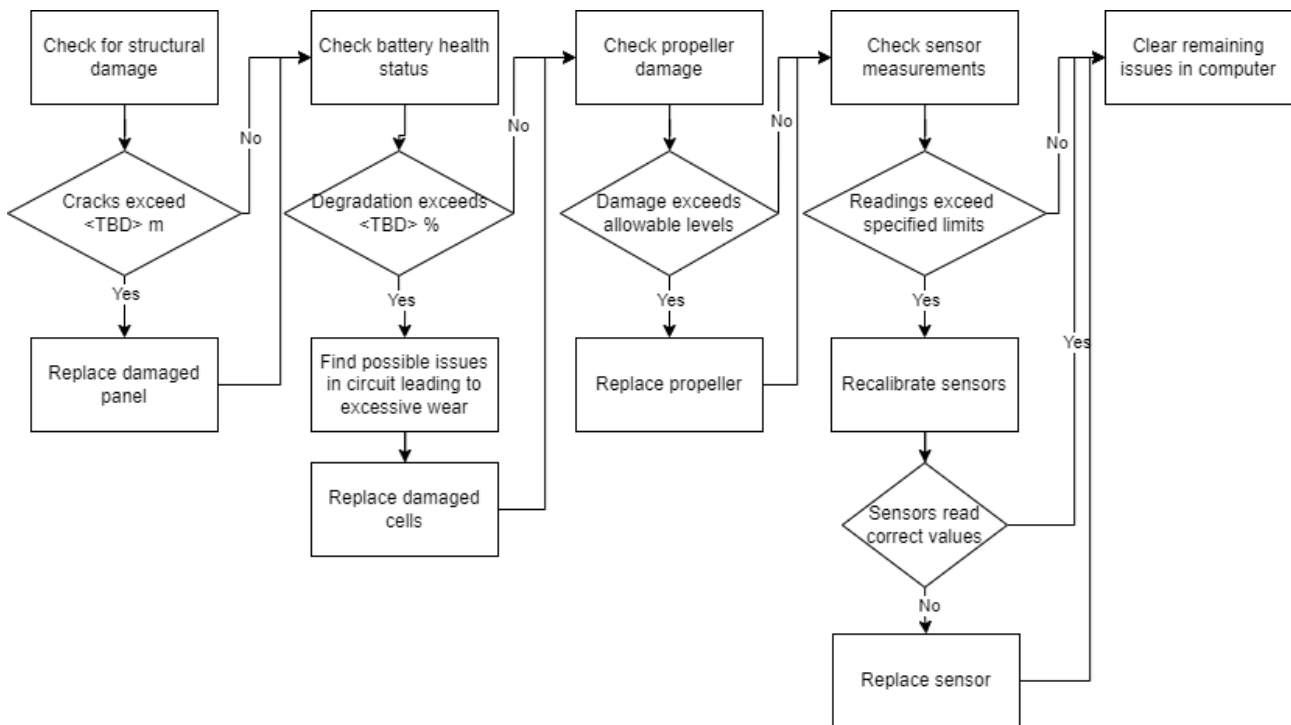 Check for structural
damage
No
Cracks exceed
<TBD> m
Yes
Replace damaged
panel
Check battery health
status
No
Degradation exceeds
<TBD> %
Yes
Find possible issues
in circuit leading to
excessive wear
Replace damaged
cells
Check propeller
damage
No
Damage exceeds
allowable levels
Yes
Replace propeller
Check sensor
measurements
No
Readings exceed
specified limits
Yes
Recalibrate sensors
Sensors read
correct values
Yes
No
Replace sensor
Clear remaining
issues in computer